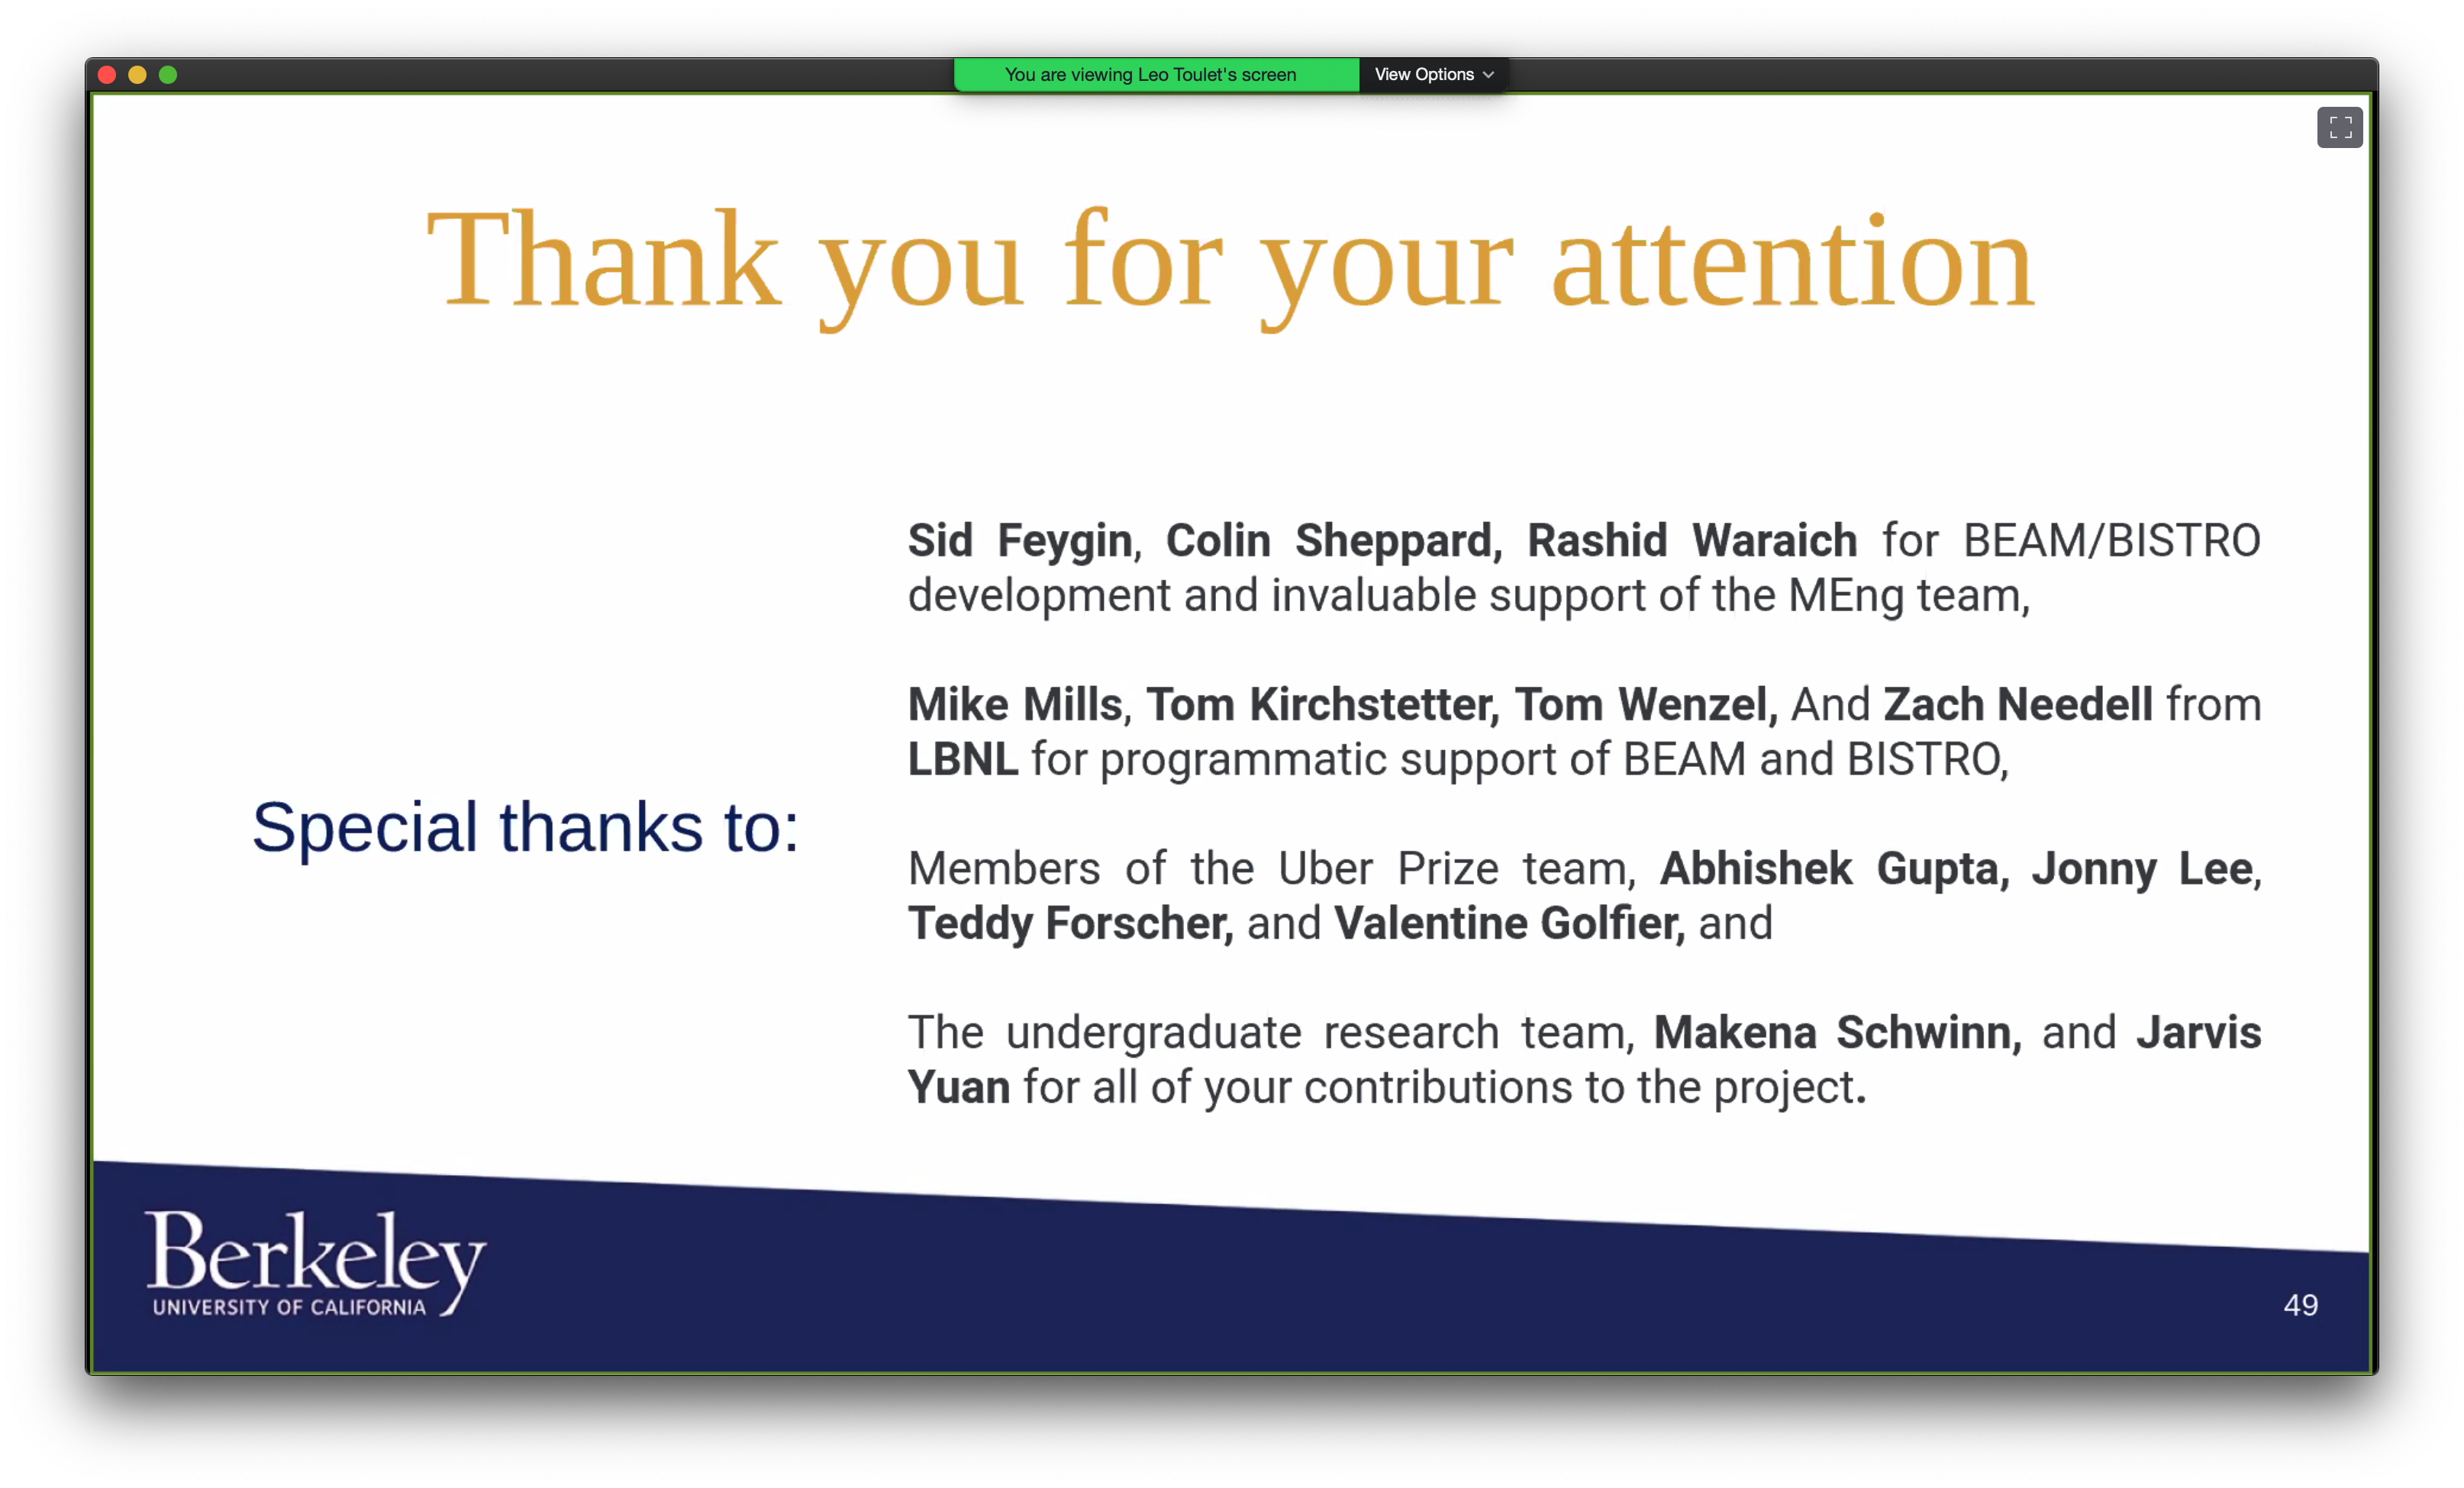 You are viewing Leo Toulet's screen
View Options
Thank you for your attention
Special thanks to:
Sid Feygin, Colin Sheppard, Rashid Waraich for BEAM/BISTRO
development and invaluable support of the MEng team,
Mike Mills, Tom Kirchstetter, Tom Wenzel, And Zach Needell from
LBNL for programmatic support of BEAM and BISTRO,
Members of the Uber Prize team, Abhishek Gupta, Jonny Lee,
Teddy Forscher, and Valentine Golfier, and
The undergraduate research team, Makena Schwinn, and Jarvis
Yuan for all of your contributions to the project.
Berkeley
UNIVERSITY OF CALIFORNIA
49